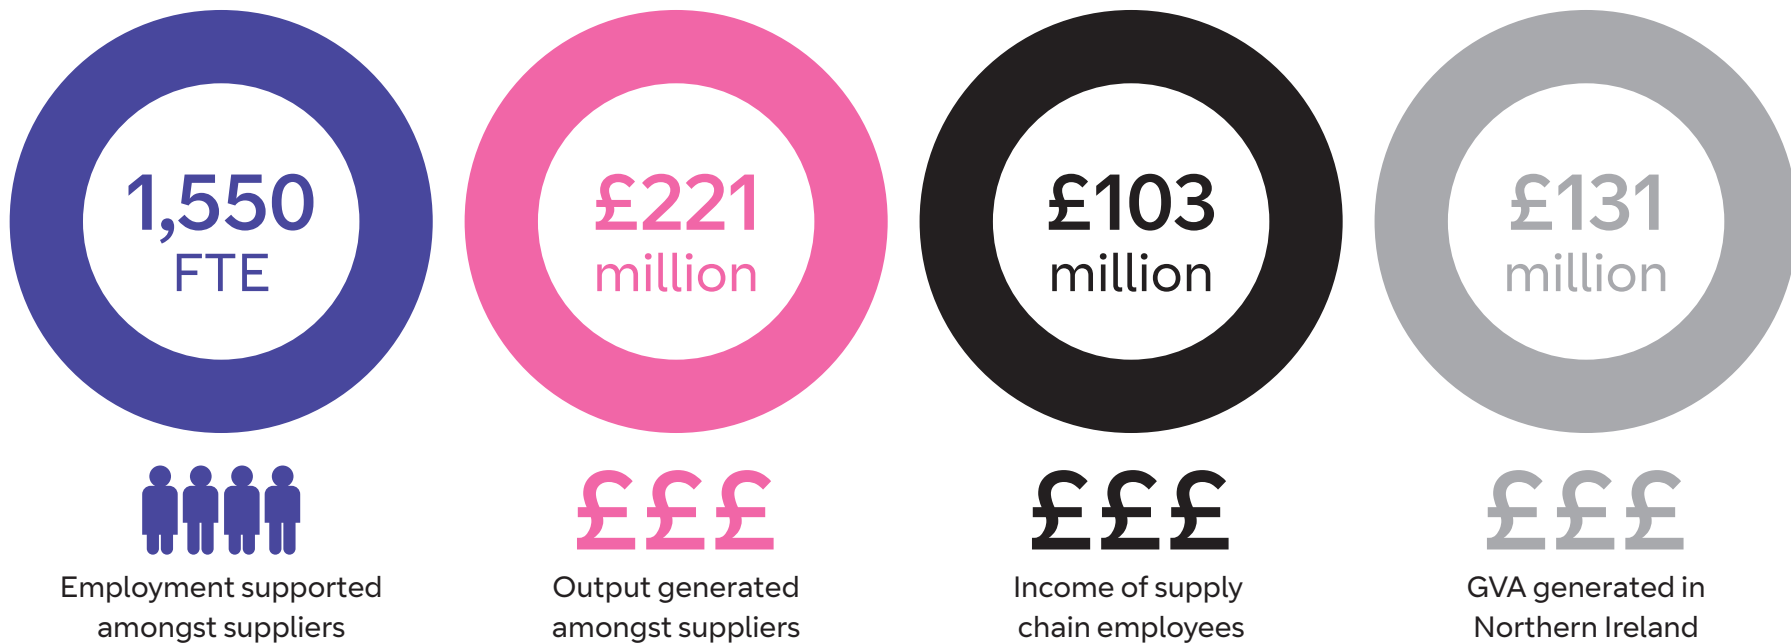 1,550
FTE
£221
million
£103
million
£131
million
£££
£££
£££
Employment supported
amongst suppliers
Output generated
amongst suppliers
Income of supply
chain employees
GVA generated in
Northern Ireland